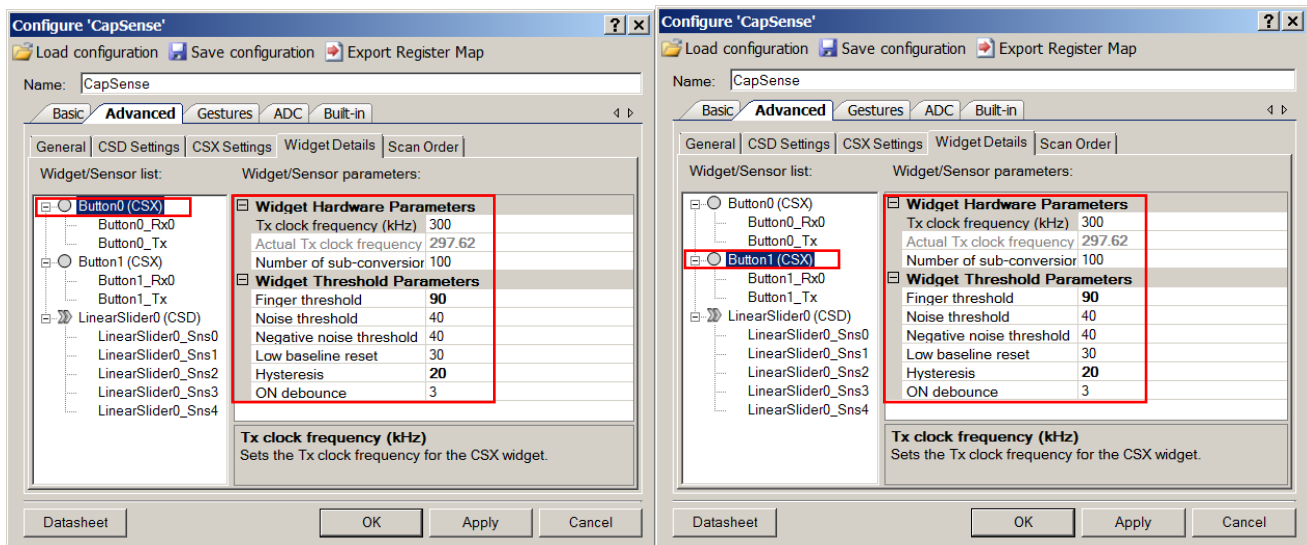 Configure 'CapSense'
Load configuration Save configuration Export Register Map
Name: CapSense
Basic Advanced Gestures ADC Built-in
General CSD Settings CSX Settings Widget Details Scan Order
Widget/Sensor list: Widget/Sensor parameters:
Button0 (CSX)
Button0_Rx0
Button0_Tx
Button1 (CSX)
Button1_Rx0
Button1_Tx
LinearSlider0 (CSD)
LinearSlider0_Sns0
LinearSlider0_Sns1
LinearSlider0_Sns2
LinearSlider0_Sns3
LinearSlider0_Sns4
Widget Hardware Parameters
Tx clock frequency (kHz) 300
Actual Tx clock frequency 297.62
Number of sub-conversior 100
Widget Threshold Parameters
Finger threshold 90
Noise threshold 40
Negative noise threshold 40
Low baseline reset 30
Hysteresis 20
ON debounce 3
Tx clock frequency (kHz)
Sets the Tx clock frequency for the CSX widget.
Datasheet OK Apply Cancel
Configure 'CapSense'
Load configuration Save configuration Export Register Map
Name: CapSense
Basic Advanced Gestures ADC Built-in
General CSD Settings CSX Settings Widget Details Scan Order
Widget/Sensor list: Widget/Sensor parameters:
Button0 (CSX)
Button0_Rx0
Button0_Tx
Button1 (CSX)
Button1_Rx0
Button1_Tx
LinearSlider0 (CSD)
LinearSlider0_Sns0
LinearSlider0_Sns1
LinearSlider0_Sns2
LinearSlider0_Sns3
LinearSlider0_Sns4
Widget Hardware Parameters
Tx clock frequency (kHz) 300
Actual Tx clock frequency 297.62
Number of sub-conversior 100
Widget Threshold Parameters
Finger threshold 90
Noise threshold 40
Negative noise threshold 40
Low baseline reset 30
Hysteresis 20
ON debounce 3
Tx clock frequency (kHz)
Sets the Tx clock frequency for the CSX widget.
Datasheet OK Apply Cancel